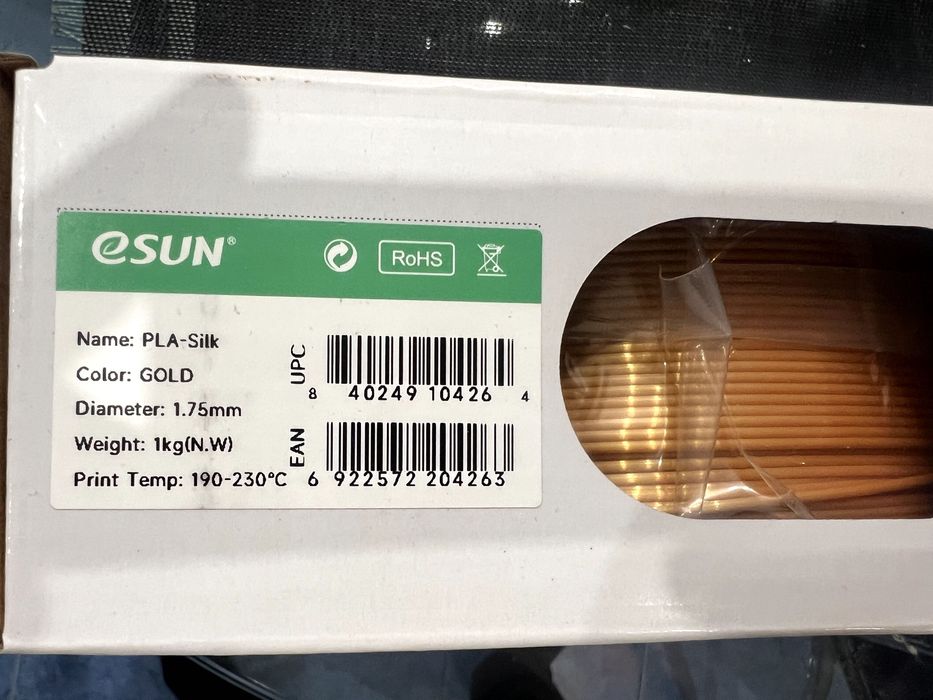 eSUN®
RoHS
Name: PLA-Silk
Color: GOLD
Diameter: 1.75mm
Weight: 1kg(N.W)
Print Temp: 190-230°C
UPC
8 40249 10426 4
EAN
6 922572 204263